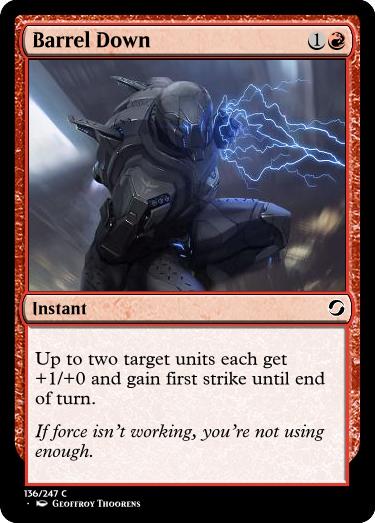 Barrel Down 1
Instant
Up to two target units each get
+1/+0 and gain first strike until end
of turn.
If force isn't working, you're not using
enough.
136/247 C
· Geoffroy Thoorens